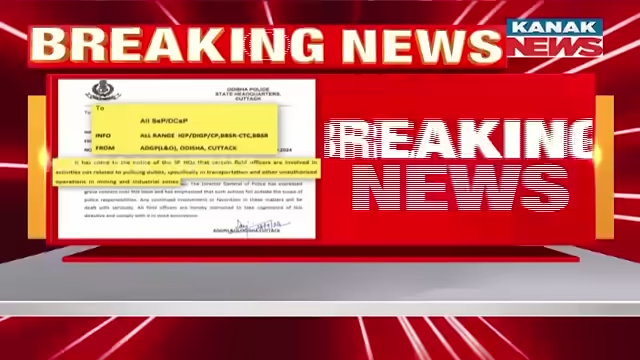 BREAKING NEWS
KANAK
NEWS
ODISHA POLICE
STATE HEADQUARTERS,
CUTTACK
To
All SsP/DCsP
INFO ALL RANGE IGP/DIGP/CP,BBSR-CTC,BBSR
FROM ADGP(L&O), ODISHA, CUTTACK
2024
It has come to the notice of the SP HQs that certain field officers are involved in
activities not related to policing duties, specifically in transportation and other unauthorized
operations in mining and industrial zones.
The Director General of Police has expressed
grave concern over this issue and has emphasized that such actions fall outside the scope of
police responsibilities. Any continued involvement or favoritism in these matters will be
dealt with seriously. All field officers are hereby instructed to take cognizance of this
directive and comply with it in strict accordance.
BREAKING
NEWS